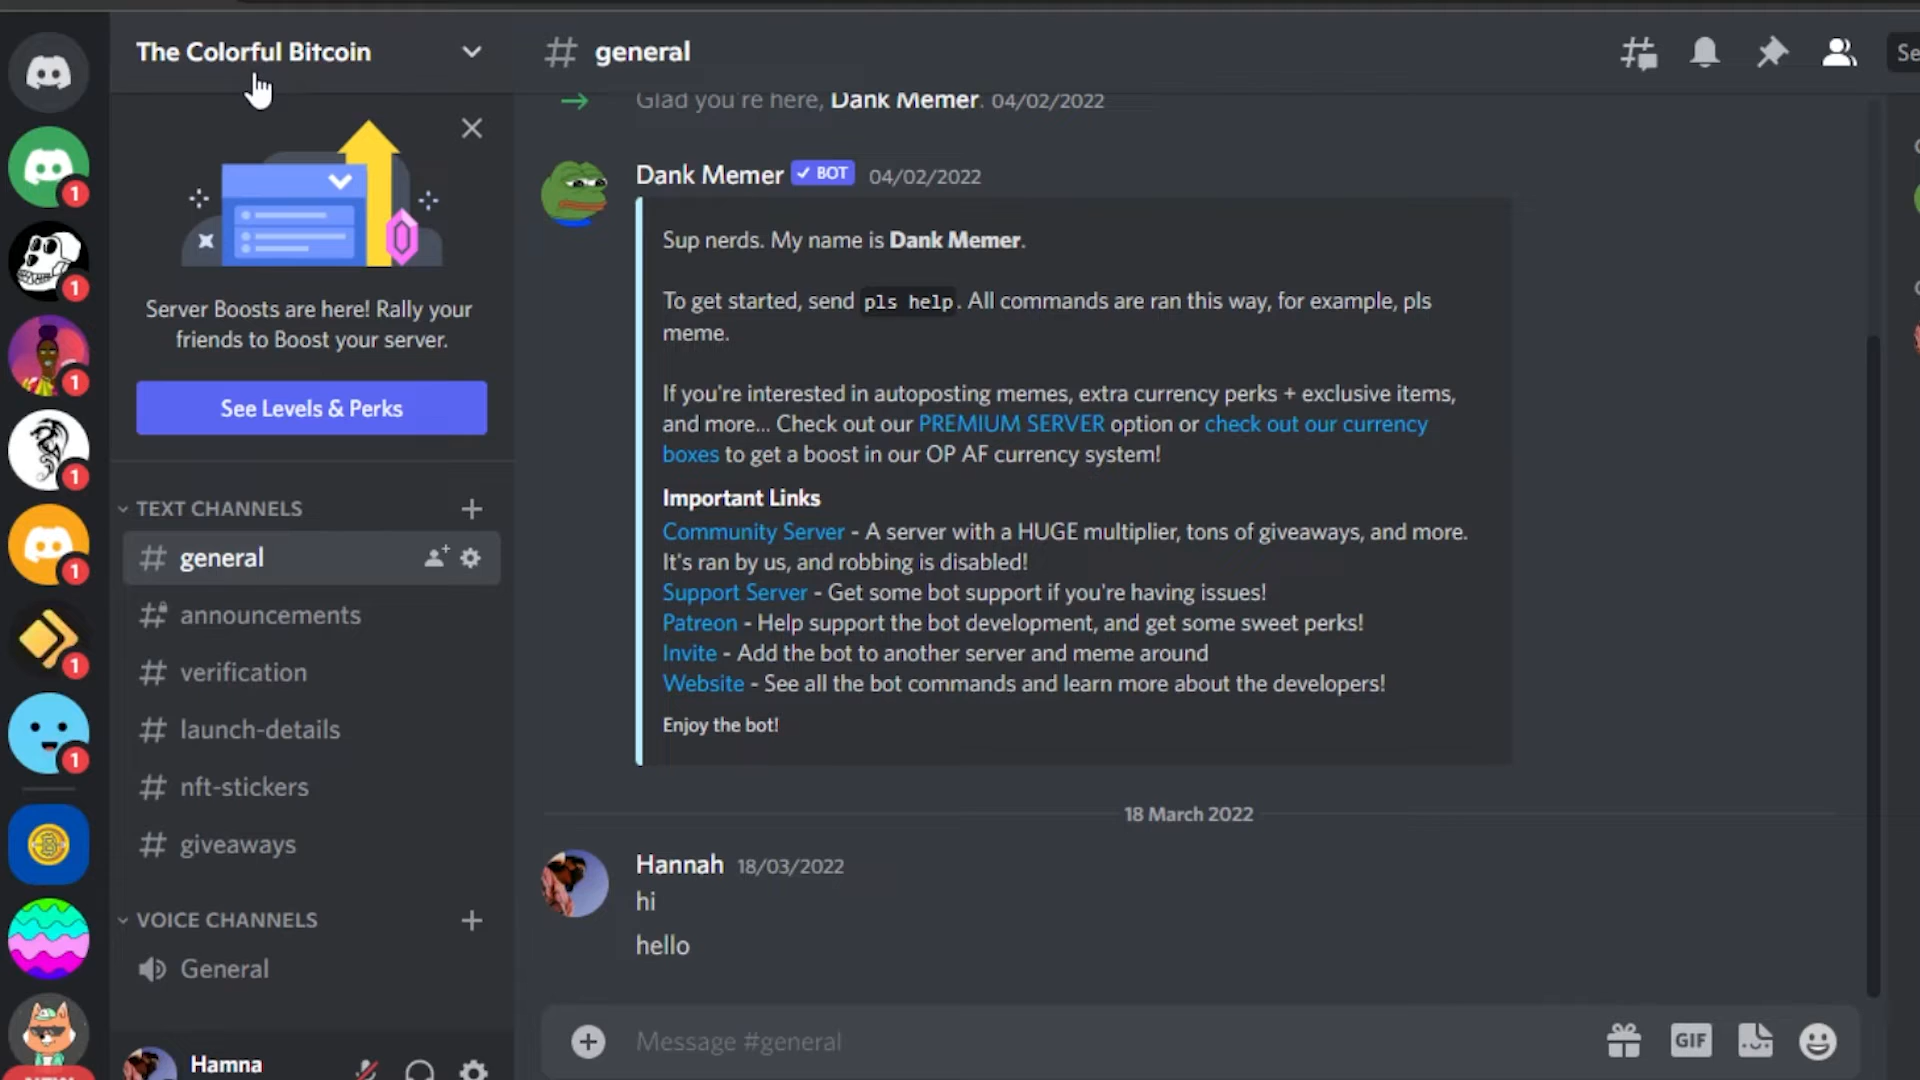 The Colorful Bitcoin
general
Se
Glad you're here, Dank Memer. 04/02/2022
1
1
1
1
1
1
1
Server Boosts are here! Rally your
friends to Boost your server.
See Levels & Perks
TEXT CHANNELS
general
announcements
verification
launch-details
nft-stickers
giveaways
VOICE CHANNELS
General
Hamna
Dank Memer BOT 04/02/2022
Sup nerds. My name is Dank Memer.
To get started, send pls help. All commands are ran this way, for example, pls
meme.
If you're interested in autoposting memes, extra currency perks + exclusive items,
and more... Check out our PREMIUM SERVER option or check out our currency
boxes to get a boost in our OP AF currency system!
Important Links
Community Server - A server with a HUGE multiplier, tons of giveaways, and more.
It's ran by us, and robbing is disabled!
Support Server - Get some bot support if you're having issues!
Patreon - Help support the bot development, and get some sweet perks!
Invite - Add the bot to another server and meme around
Website - See all the bot commands and learn more about the developers!
Enjoy the bot!
18 March 2022
Hannah 18/03/2022
hi
hello
Message #general
GIF